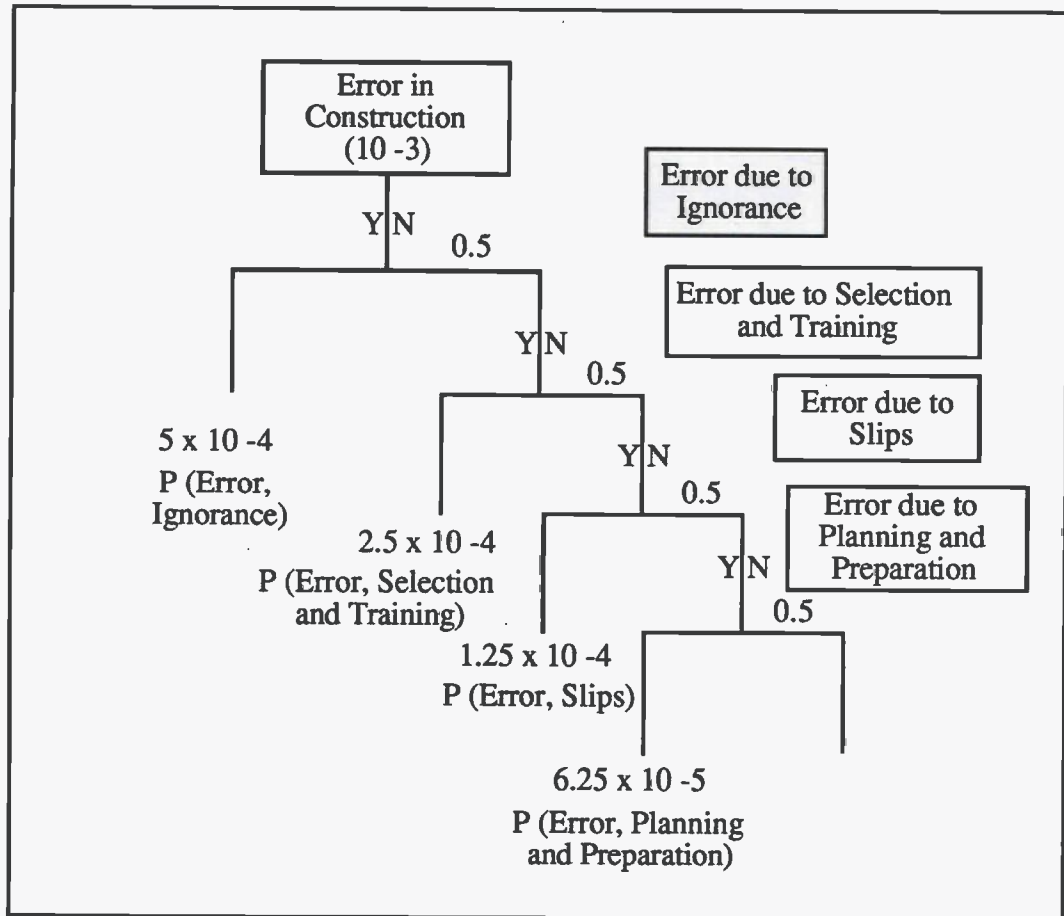 Error in
Construction
(10 -3)
Error due to
Ignorance
Y N
0.5
Error due to Selection
and Training
Y N
0.5
Error due to
Slips
5 x 10 -4
P (Error,
Ignorance)
Y N
0.5
Error due to
Planning and
Preparation
2.5 x 10 -4
P (Error, Selection
and Training)
Y N
0.5
1.25 x 10 -4
P (Error, Slips)
6.25 x 10 -5
P (Error, Planning
and Preparation)